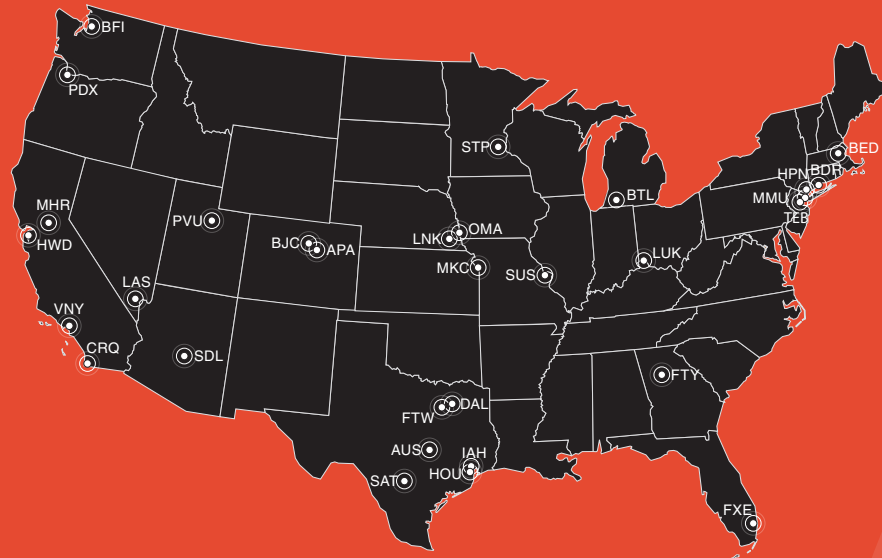 BFI
PDX
STP
BED
HPN
BDR
MMU
TEB
BTL
MHR
HWD
PVU
BJC
APA
LNK
OMA
MKC
SUS
LUK
LAS
VNY
CRQ
SDL
FTY
FTW
DAL
AUS
IAH
HOU
SAT
FXE